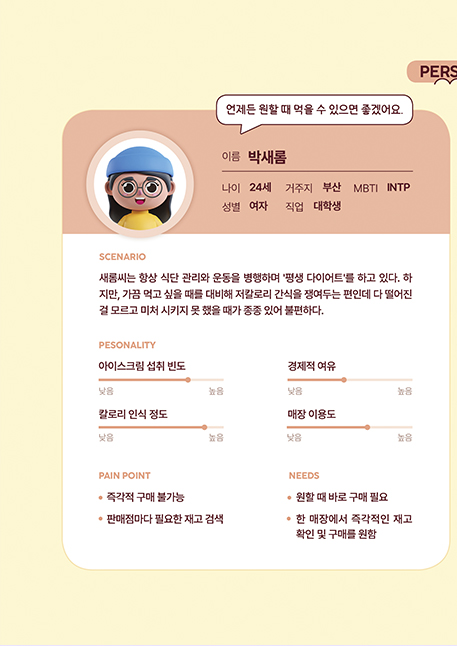 PERS
언제든 원할 때 먹을 수 있으면 좋겠어요.
이름 박새롬
나이 24세 거주지 부산 MBTI INTP
성별 여자 직업 대학생
SCENARIO
새롬씨는 항상 식단 관리와 운동을 병행하며 '평생 다이어트'를 하고 있다. 하
지만, 가끔 먹고 싶을 때를 대비해 저칼로리 간식을 쟁여두는 편인데 다 떨어진
걸 모르고 미처 시키지 못 했을 때가 종종 있어 불편하다.
PESONALITY
아이스크림 섭취 빈도
낮음 높음
경제적 여유
낮음 높음
칼로리 인식 정도
낮음 높음
매장 이용도
낮음 높음
PAIN POINT
• 즉각적 구매 불가능
• 판매점마다 필요한 재고 검색
NEEDS
• 원할 때 바로 구매 필요
• 한 매장에서 즉각적인 재고
확인 및 구매를 원함